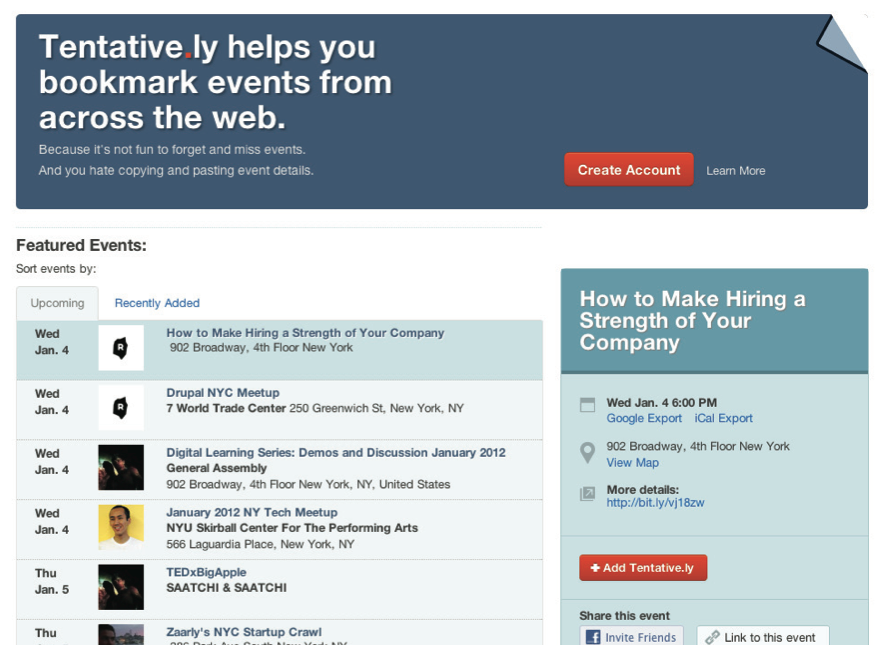 Tentative.ly helps you
bookmark events from
across the web.
Because it's not fun to forget and miss events.
And you hate copying and pasting event details.
Create Account
Learn More
Featured Events:
Sort events by:
Upcoming
Recently Added
Wed
Jan. 4
R
How to Make Hiring a Strength of Your Company
902 Broadway, 4th Floor New York
Wed
Jan. 4
R
Drupal NYC Meetup
7 World Trade Center 250 Greenwich St, New York, NY
Wed
Jan. 4
Digital Learning Series: Demos and Discussion January 2012
General Assembly
902 Broadway, 4th Floor New York, NY, United States
Wed
Jan. 4
January 2012 NY Tech Meetup
NYU Skirball Center For The Performing Arts
566 Laguardia Place, New York, NY
Thu
Jan. 5
TEDxBigApple
SAATCHI & SAATCHI
Thu
Zaarly's NYC Startup Crawl
How to Make Hiring a
Strength of Your
Company
Wed Jan. 4 6:00 PM
Google Export iCal Export
902 Broadway, 4th Floor New York
View Map
More details:
http://bit.ly/vj18zw
+ Add Tentative.ly
Share this event
f Invite Friends
Link to this event